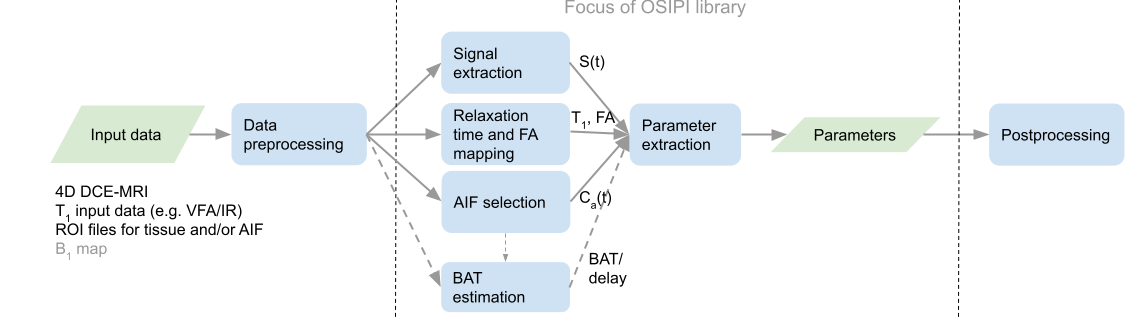 Focus of OSIPI library
Signal
extraction
S(t)
Input data
Data
preprocessing
Relaxation
time and FA
mapping
T1, FA
Parameter
extraction
Parameters
Postprocessing
4D DCE-MRI
T1 input data (e.g. VFA/IR)
ROI files for tissue and/or AIF
B1 map
AIF selection
Ca(t)
BAT
estimation
BAT/
delay